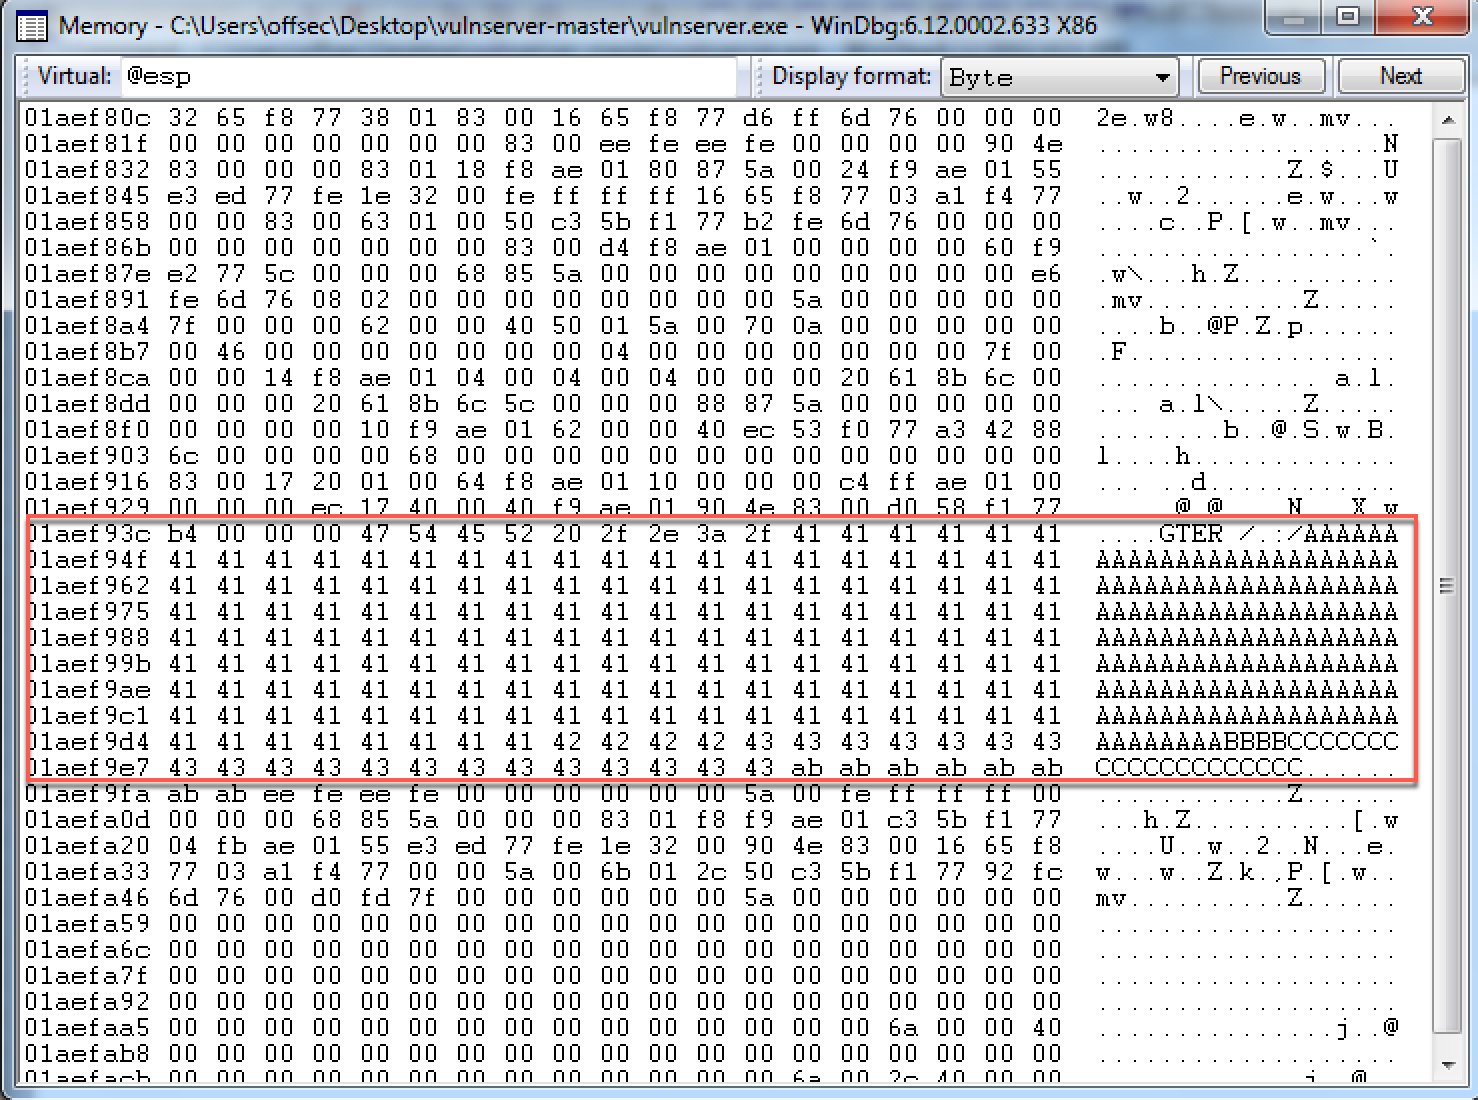 Memory - C:\Users\offsec\Desktop\vulnserver-master\vulnserver.exe - WinDbg:6.12.0002.633 X86
Virtual: @esp Display format: Byte Previous Next
01aef80c 32 65 f8 77 38 01 83 00 16 65 f8 77 d6 ff 6d 76 00 00 00 2e.w8....e.w..mv...
01aef81f 00 00 00 00 00 00 83 00 ee fe ee fe 00 00 00 00 00 90 4e ..................N
01aef832 83 00 00 00 83 01 18 f8 ae 01 80 87 5a 00 24 f9 ae 01 55 ............Z.$...U
01aef845 e3 ed 77 fe 1e 32 00 fe ff ff ff 16 65 f8 77 03 a1 f4 77 ..w..2......e.w...w
01aef858 00 00 83 00 63 01 00 50 c3 5b f1 77 b2 fe 6d 76 00 00 00 ....c..P.[.w..mv...
01aef86b 00 00 00 00 00 00 00 83 00 d4 f8 ae 01 00 00 00 00 60 f9 .................`.
01aef87e e2 77 5c 00 00 00 68 85 5a 00 00 00 00 00 00 00 00 00 e6 .w\...h.Z..........
01aef891 fe 6d 76 08 02 00 00 00 00 00 00 00 00 5a 00 00 00 00 00 .mv..........Z.....
01aef8a4 7f 00 00 00 62 00 00 40 50 01 5a 00 70 0a 00 00 00 00 00 ....b..@P.Z.p......
01aef8b7 00 46 00 00 00 00 00 00 00 04 00 00 00 00 00 00 00 7f 00 .F.................
01aef8ca 00 00 14 f8 ae 01 04 00 04 00 04 00 00 00 20 61 8b 6c 00 .............. a.l.
01aef8dd 00 00 00 20 61 8b 6c 5c 00 00 00 88 87 5a 00 00 00 00 00 ... a.l\.....Z.....
01aef8f0 00 00 00 00 10 f9 ae 01 62 00 00 40 ec 53 f0 77 a3 42 88 ........b..@.S.w.B.
01aef903 6c 00 00 00 00 68 00 00 00 00 00 00 00 00 00 00 00 00 00 l....h.............
01aef916 83 00 17 20 01 00 64 f8 ae 01 10 00 00 00 c4 ff ae 01 00 ... ..d............
01aef929 00 00 00 ec 17 40 00 40 f9 ae 01 90 4e 83 00 d0 58 f1 77 .....@.@....N...X.w
01aef93c b4 00 00 00 47 54 45 52 20 2f 2e 3a 2f 41 41 41 41 41 41 ....GTER /.:/AAAAAA
01aef94f 41 41 41 41 41 41 41 41 41 41 41 41 41 41 41 41 41 41 41 AAAAAAAAAAAAAAAAAAA
01aef962 41 41 41 41 41 41 41 41 41 41 41 41 41 41 41 41 41 41 41 AAAAAAAAAAAAAAAAAAA
01aef975 41 41 41 41 41 41 41 41 41 41 41 41 41 41 41 41 41 41 41 AAAAAAAAAAAAAAAAAAA
01aef988 41 41 41 41 41 41 41 41 41 41 41 41 41 41 41 41 41 41 41 AAAAAAAAAAAAAAAAAAA
01aef99b 41 41 41 41 41 41 41 41 41 41 41 41 41 41 41 41 41 41 41 AAAAAAAAAAAAAAAAAAA
01aef9ae 41 41 41 41 41 41 41 41 41 41 41 41 41 41 41 41 41 41 41 AAAAAAAAAAAAAAAAAAA
01aef9c1 41 41 41 41 41 41 41 41 41 41 41 41 41 41 41 41 41 41 41 AAAAAAAAAAAAAAAAAAA
01aef9d4 41 41 41 41 41 41 41 41 42 42 42 42 43 43 43 43 43 43 43 AAAAAAAABBBBCCCCCCC
01aef9e7 43 43 43 43 43 43 43 43 43 43 43 43 43 ab ab ab ab ab ab CCCCCCCCCCCCC......
01aef9fa ab ab ee fe ee fe 00 00 00 00 00 00 5a 00 fe ff ff ff 00 ............Z......
01aefa0d 00 00 00 68 85 5a 00 00 00 00 83 01 f8 f9 ae 01 c3 5b f1 77 ...h.Z..........[.w
01aefa20 04 fb ae 01 55 e3 ed 77 fe 1e 32 00 90 4e 83 00 16 65 f8 ....U..w..2..N...e.
01aefa33 77 03 a1 f4 77 00 00 5a 00 6b 01 2c 50 c3 5b f1 77 92 fc w...w..Z.k.,P.[.w..
01aefa46 6d 76 00 d0 fd 7f 00 00 00 00 00 00 5a 00 00 00 00 00 00 mv..........Z......
01aefa59 00 00 00 00 00 00 00 00 00 00 00 00 00 00 00 00 00 00 00 ...................
01aefa6c 00 00 00 00 00 00 00 00 00 00 00 00 00 00 00 00 00 00 00 ...................
01aefa7f 00 00 00 00 00 00 00 00 00 00 00 00 00 00 00 00 00 00 00 ...................
01aefa92 00 00 00 00 00 00 00 00 00 00 00 00 00 00 00 00 00 00 00 ...................
01aefaa5 00 00 00 00 00 00 00 00 00 00 00 00 00 00 00 6a 00 00 40 ...............j..@
01aefab8 00 00 00 00 00 00 00 00 00 00 00 00 00 00 00 00 00 00 00 ...................
01aefacb 00 00 00 00 00 00 00 00 00 00 00 00 00 6a 00 2c 40 00 00 00 .............j.,@...